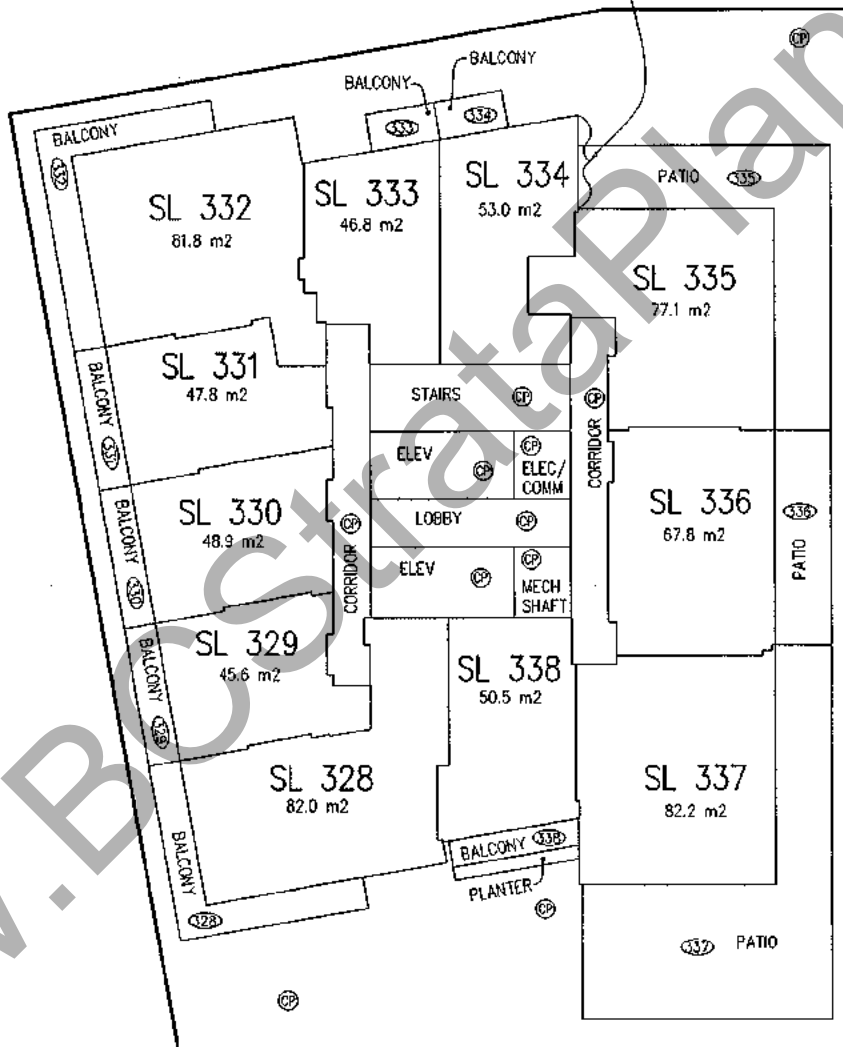 CP
BALCONY
BALCONY
BALCONY
333
334
332
SL 332
81.8 m2
SL 333
46.8 m2
SL 334
53.0 m2
PATIO 335
SL 335
77.1 m2
SL 331
47.8 m2
BALCONY
331
STAIRS CP
CP
CORRIDOR
ELEV
CP
CP
ELEC/
COMM
SL 330
48.9 m2
BALCONY
330
CP
CORRIDOR
LOBBY CP
SL 336
67.8 m2
336
PATIO
ELEV
CP
CP
MECH
SHAFT
SL 329
45.6 m2
BALCONY
329
SL 338
50.5 m2
SL 328
82.0 m2
SL 337
82.2 m2
BALCONY
328
BALCONY 338
PLANTER
CP
337 PATIO
CP
.BCStrataPlan